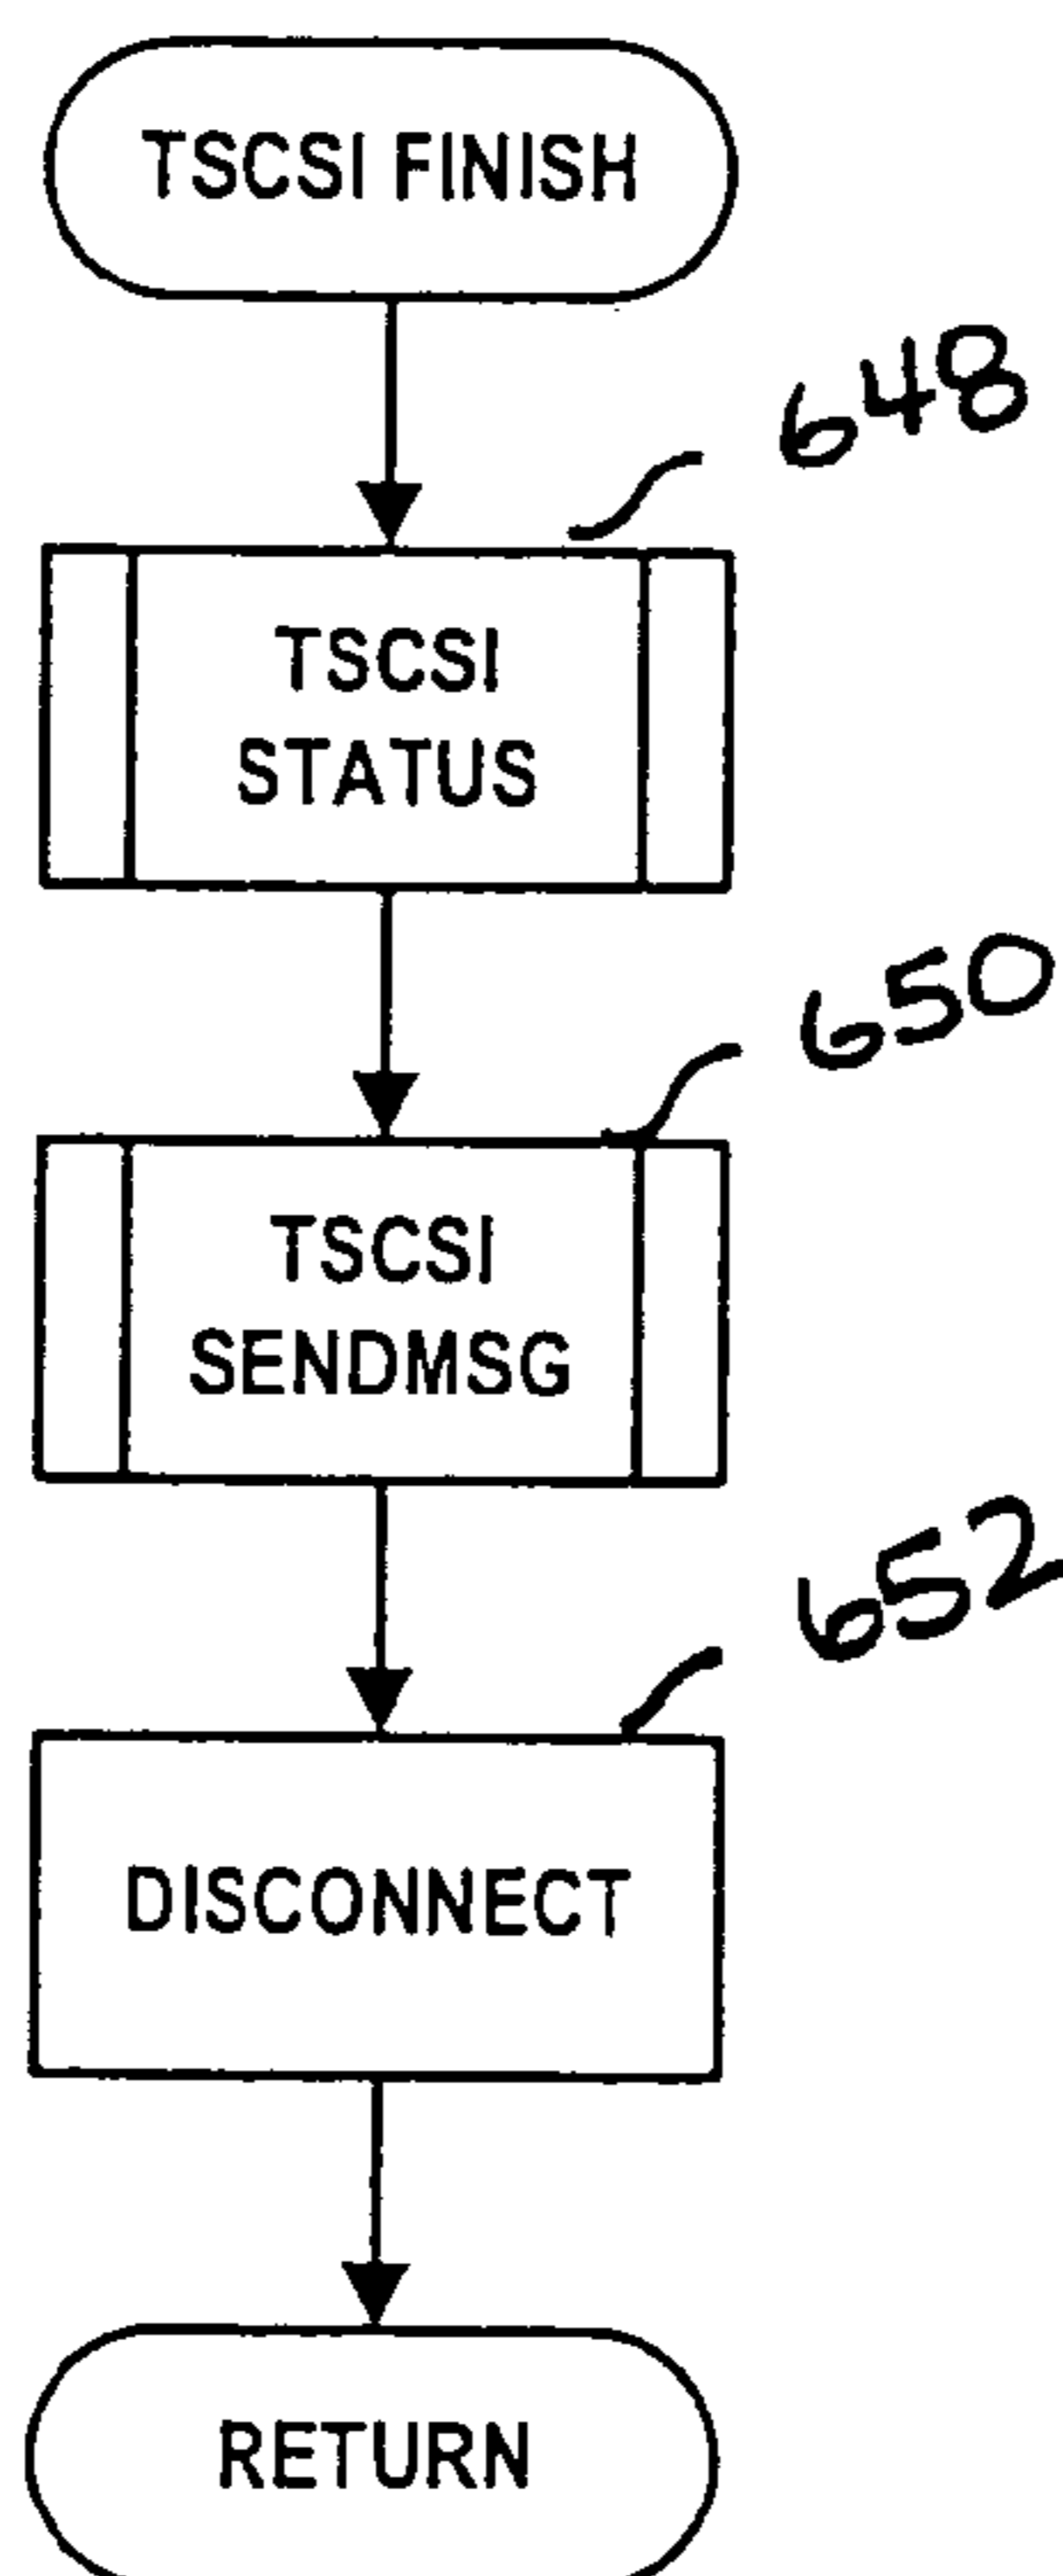 TSCSI FINISH
648
TSCSI
STATUS
650
TSCSI
SENDMSG
652
DISCONNECT
RETURN